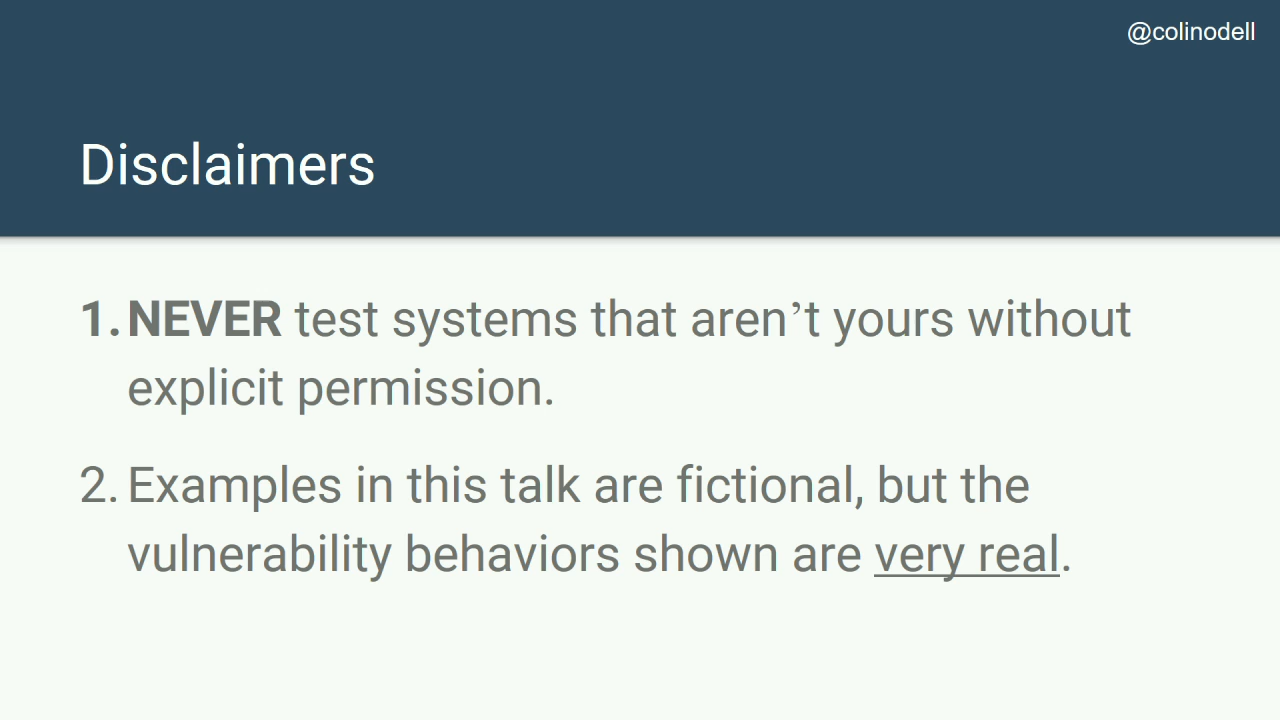 @colinodell
Disclaimers
1. NEVER test systems that aren’t yours without
explicit permission.
2. Examples in this talk are fictional, but the
vulnerability behaviors shown are very real.